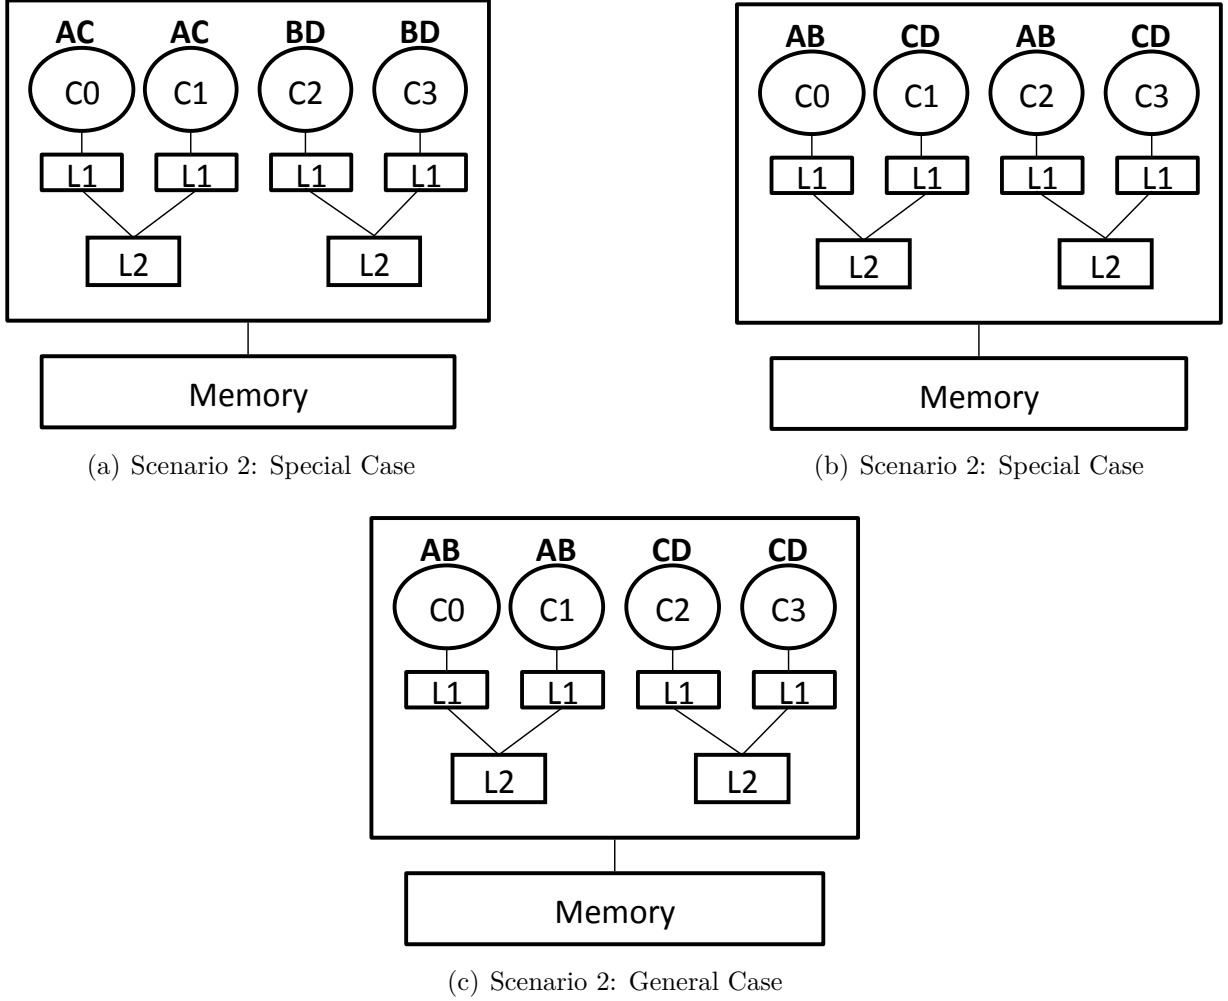 AC AC BD BD
C0 C1 C2 C3
L1 L1 L1 L1
L2 L2
Memory
(a) Scenario 2: Special Case
AB CD AB CD
C0 C1 C2 C3
L1 L1 L1 L1
L2 L2
Memory
(b) Scenario 2: Special Case
AB AB CD CD
C0 C1 C2 C3
L1 L1 L1 L1
L2 L2
Memory
(c) Scenario 2: General Case